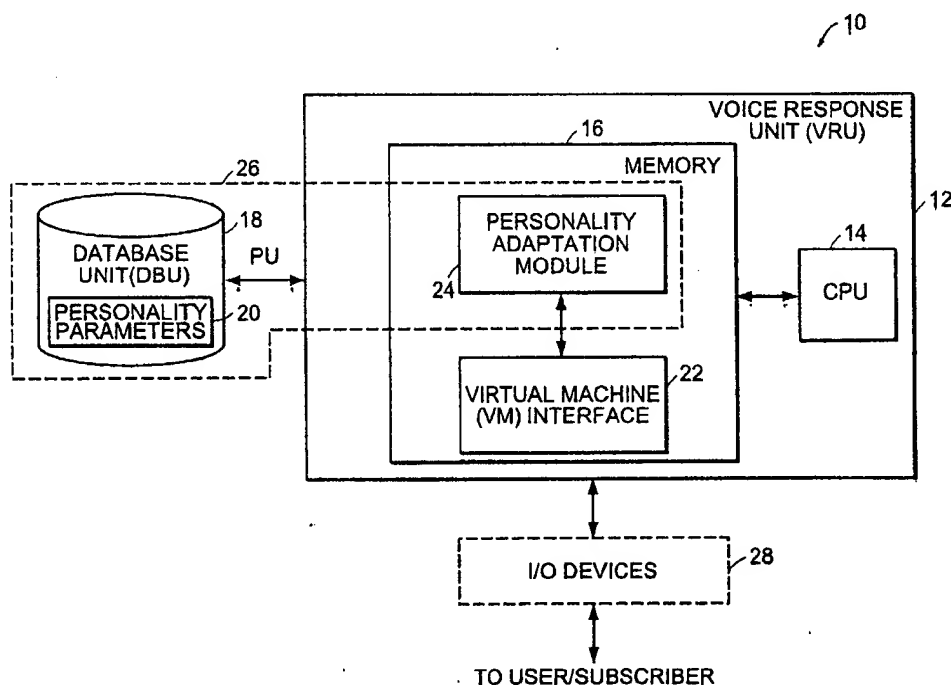 10
VOICE RESPONSE
UNIT (VRU)
16
MEMORY
26
12
18
DATABASE
UNIT(DBU)
PU
PERSONALITY
ADAPTATION
MODULE
24
14
CPU
PERSONALITY
PARAMETERS
20
VIRTUAL MACHINE
(VM) INTERFACE
22
I/O DEVICES
28
TO USER/SUBSCRIBER